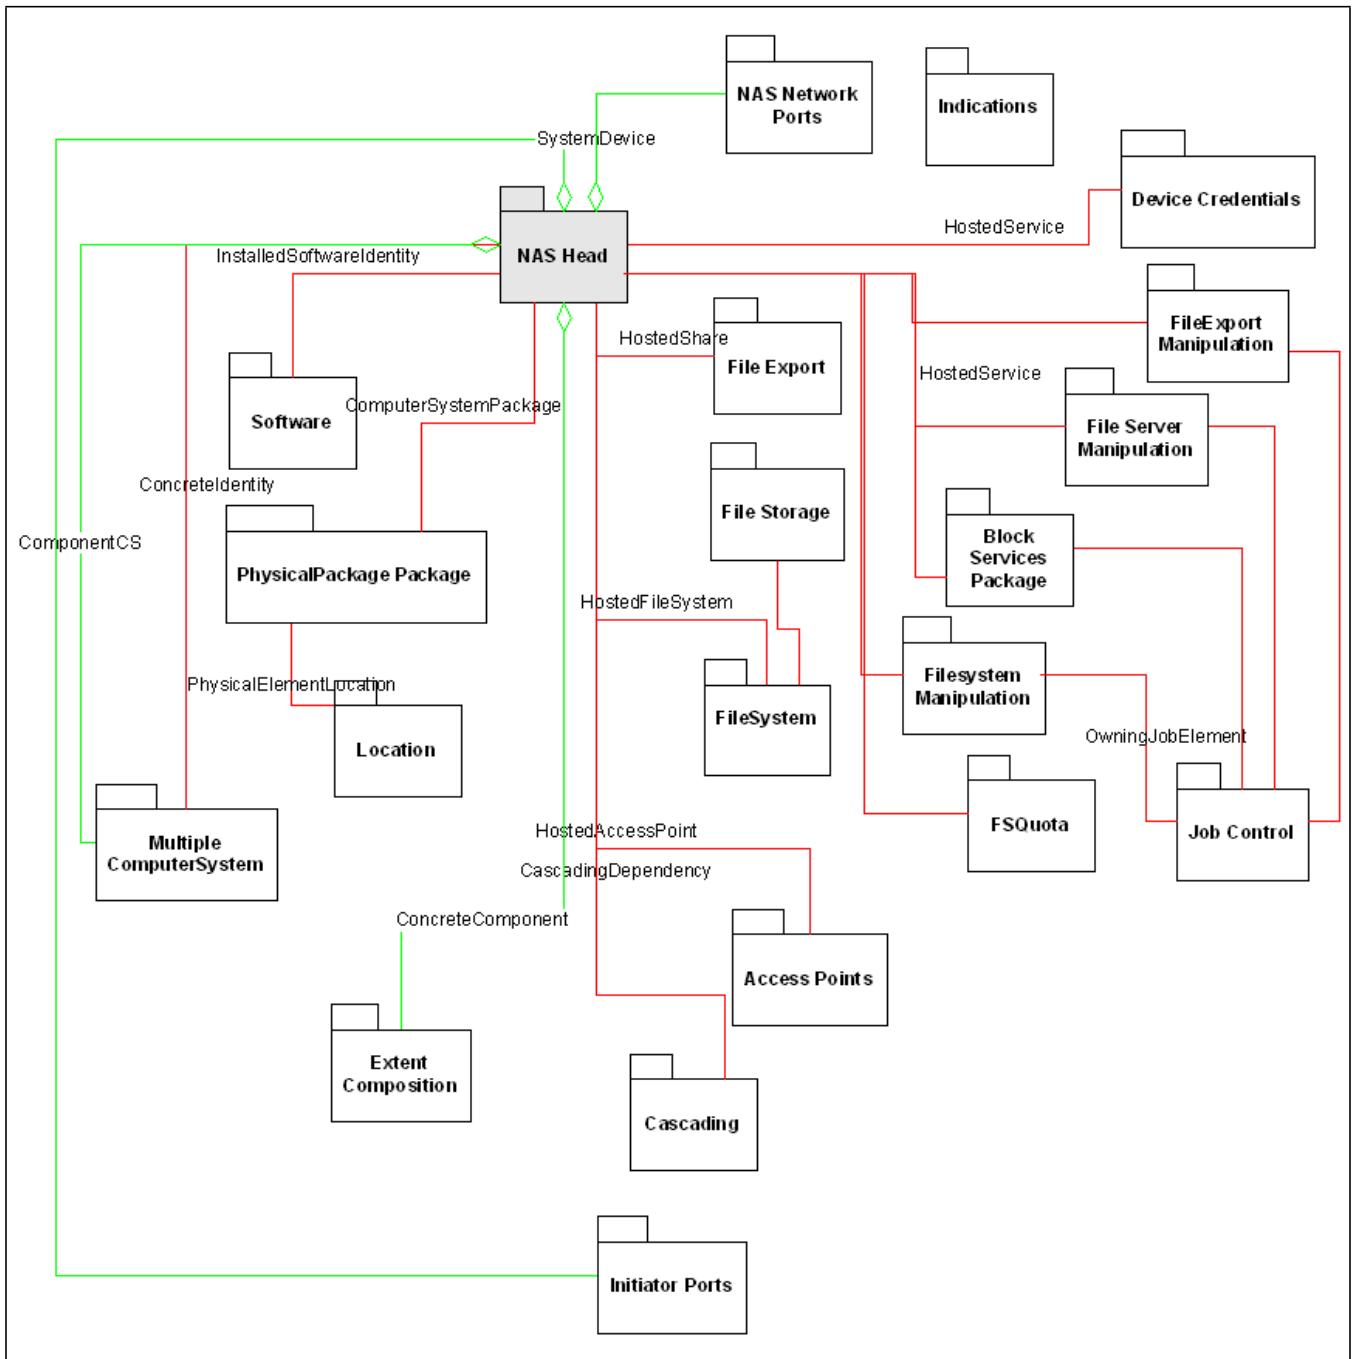 NAS Network
Ports
Indications
SystemDevice
Device Credentials
HostedService
InstalledSoftwareIdentity
NAS Head
FileExport
Manipulation
HostedShare
File Export
HostedService
Software
ComputerSystemPackage
File Server
Manipulation
ConcreteIdentity
File Storage
ComponentCS
Block
Services
Package
PhysicalPackage Package
HostedFileSystem
PhysicalElementLocation
Filesystem
Manipulation
FileSystem
Location
OwningJobElement
Multiple
ComputerSystem
HostedAccessPoint
FSQuota
Job Control
CascadingDependency
ConcreteComponent
Access Points
Extent
Composition
Cascading
Initiator Ports